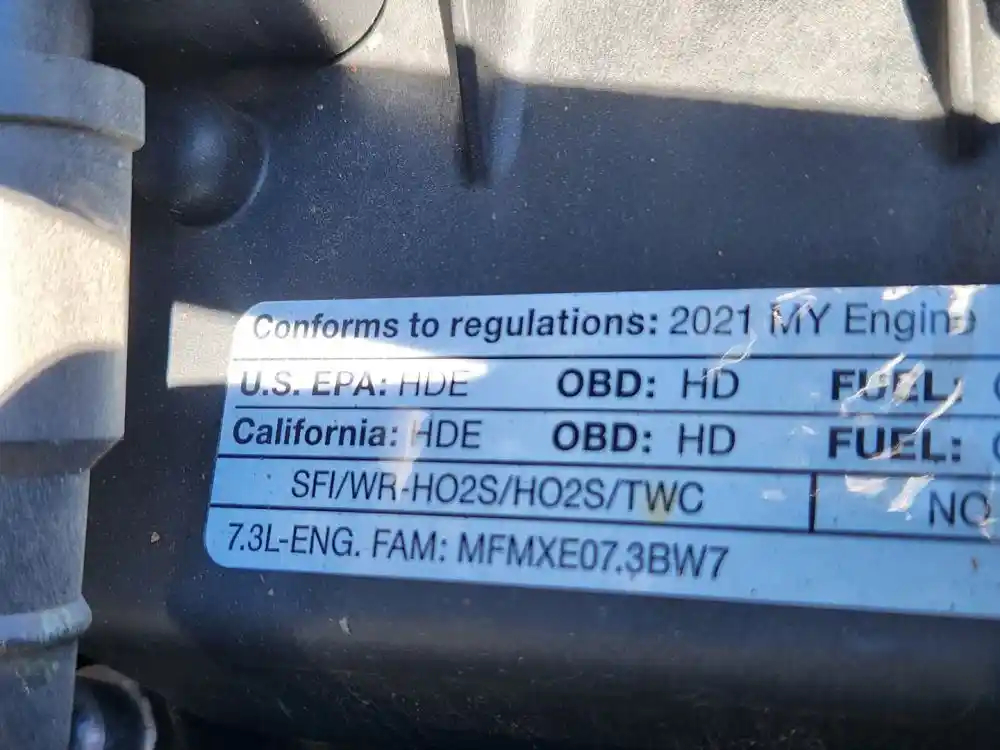 Conforms to regulations: 2021 MY Engine
U.S. EPA: HDE OBD: HD FUEL:
California: HDE OBD: HD FUEL:
SFI/WR-HO2S/HO2S/TWC NO
7.3L-ENG. FAM: MFMXE07.3BW7